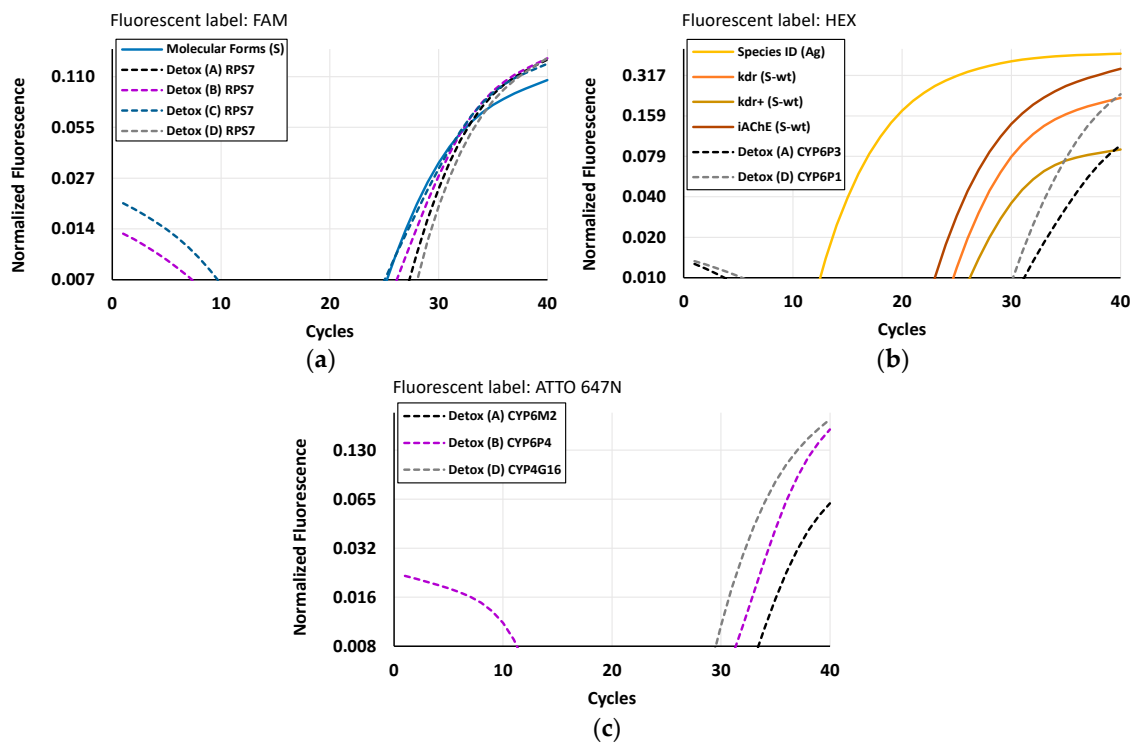 Fluorescent label: FAM
Molecular Forms (S)
Detox (A) RPS7
Detox (B) RPS7
Detox (C) RPS7
Detox (D) RPS7
Normalized Fluorescence
0.110
0.055
0.027
0.014
0.007
0 10 20 30 40
Cycles
(a)
Fluorescent label: HEX
Species ID (Ag)
kdr (S-wt)
kdr+ (S-wt)
iAChE (S-wt)
Detox (A) CYP6P3
Detox (D) CYP6P1
Normalized Fluorescence
0.317
0.159
0.079
0.040
0.020
0.010
0 10 20 30 40
Cycles
(b)
Fluorescent label: ATTO 647N
Detox (A) CYP6M2
Detox (B) CYP6P4
Detox (D) CYP4G16
Normalized Fluorescence
0.130
0.065
0.032
0.016
0.008
0 10 20 30 40
Cycles
(c)